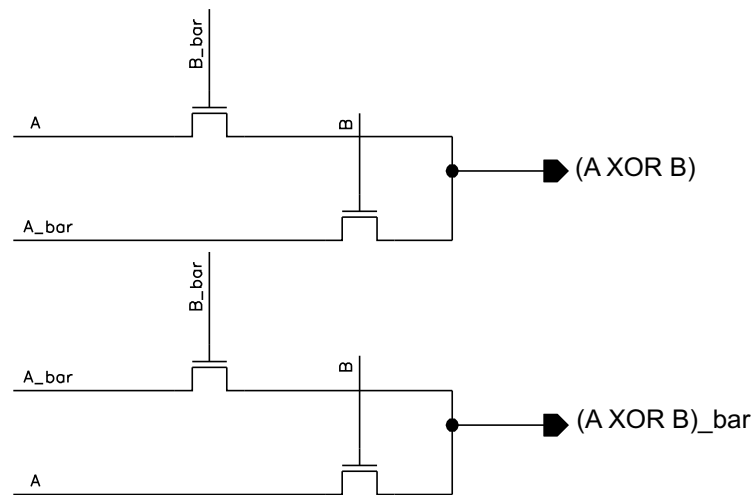 B_bar
A
B
(A XOR B)
A_bar
B_bar
A_bar
B
(A XOR B)_bar
A